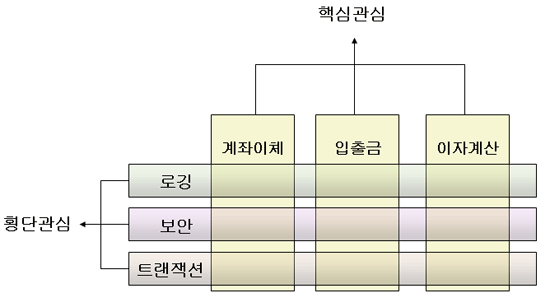 핵심관심
계좌이체 입출금 이자계산
로깅
횡단관심
보안
트랜잭션